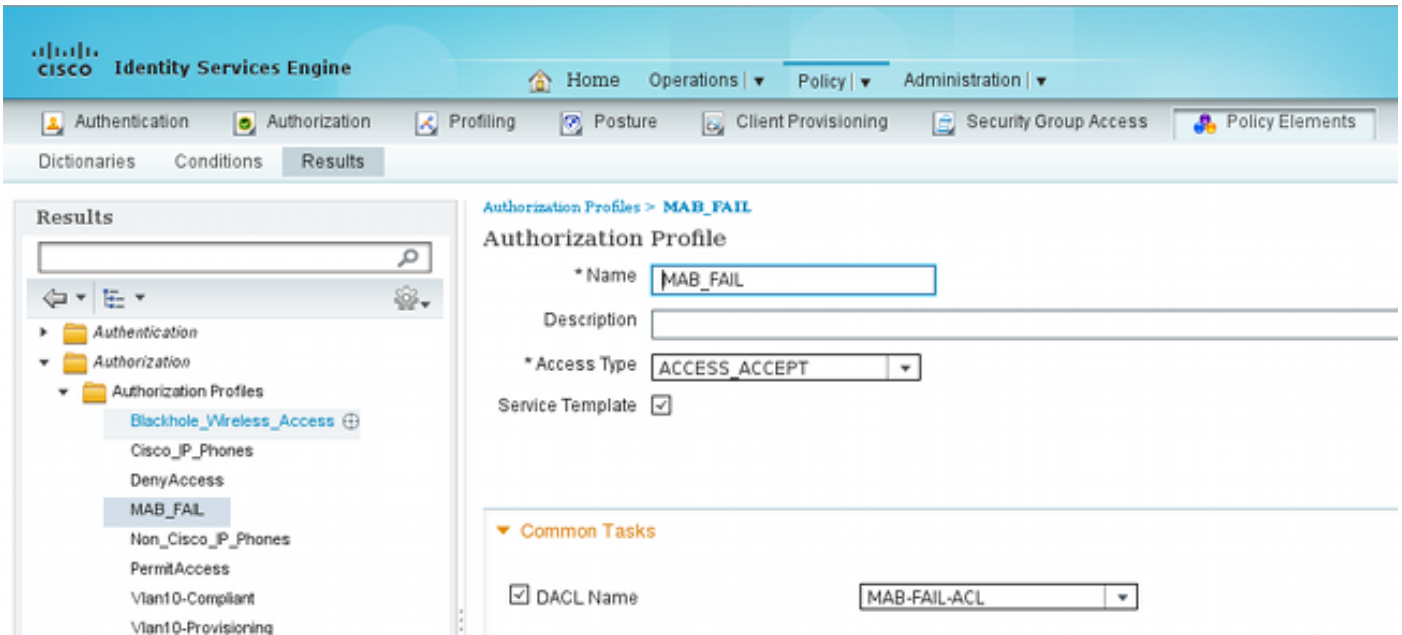 CISCO Identity Services Engine
Home Operations | Policy | Administration |
Authentication Authorization Profiling Posture Client Provisioning Security Group Access Policy Elements
Dictionaries Conditions Results
Results
Authentication
Authorization
Authorization Profiles
Blackhole_Wireless_Access
Cisco_IP_Phones
DenyAccess
MAB_FAIL
Non_Cisco_IP_Phones
PermitAccess
Vlan10-Compliant
Vlan10-Provisioning
Authorization Profiles > MAB_FAIL
Authorization Profile
* Name MAB_FAIL
Description
* Access Type ACCESS_ACCEPT
Service Template
Common Tasks
DACL Name MAB-FAIL-ACL